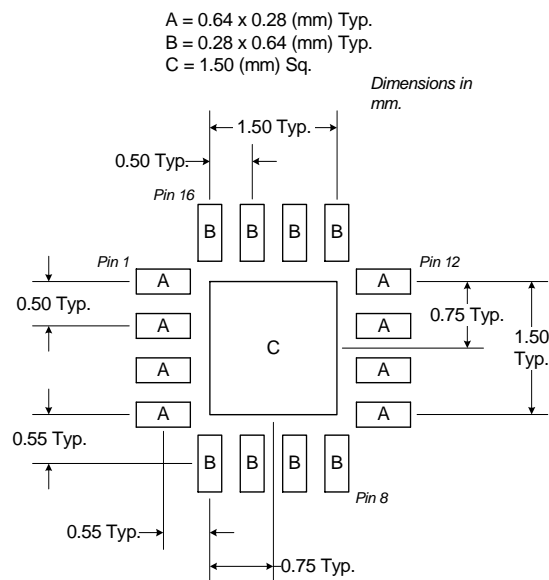 A = 0.64 x 0.28 (mm) Typ.
B = 0.28 x 0.64 (mm) Typ.
C = 1.50 (mm) Sq.
Dimensions in
mm.
1.50 Typ.
0.50 Typ.
Pin 16
B B B B
Pin 1
Pin 12
A
A
0.50 Typ.
A
A
0.75 Typ.
1.50
Typ.
C
A
A
A
A
0.55 Typ.
B B B B
Pin 8
0.55 Typ.
0.75 Typ.